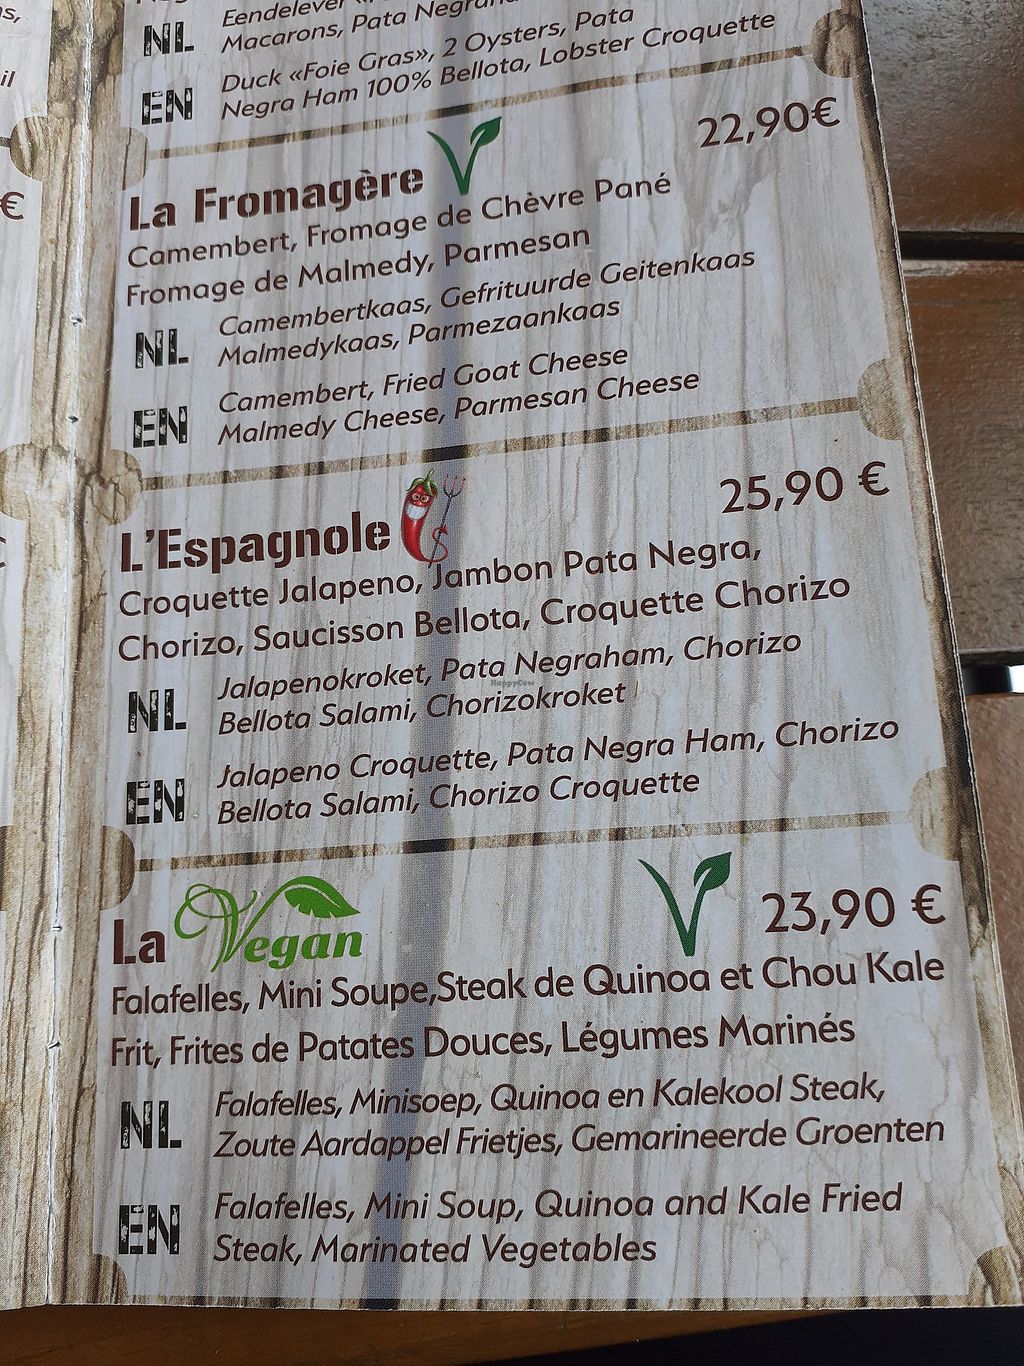 s,
il
€
NL
Eendelever
Macarons, Pata
EN
Duck «Foie Gras», 2 Oysters, Pata
Negra Ham 100% Bellota, Lobster Croquette
La Fromagère
22,90€
Camembert, Fromage de Chèvre Pané
Fromage de Malmedy, Parmesan
NL
Camembertkaas, Gefrituurde Geitenkaas
Malmedykaas, Parmezaankaas
EN
Camembert, Fried Goat Cheese
Malmedy Cheese, Parmesan Cheese
L'Espagnole
25,90 €
Croquette Jalapeno, Jambon Pata Negra,
Chorizo, Saucisson Bellota, Croquette Chorizo
NL
Jalapenokroket, Pata Negraham, Chorizo
Bellota Salami, Chorizokroket
HappyCow
EN
Jalapeno Croquette, Pata Negra Ham, Chorizo
Bellota Salami, Chorizo Croquette
La Vegan
V
23,90 €
Falafelles, Mini Soupe,Steak de Quinoa et Chou Kale
Frit, Frites de Patates Douces, Légumes Marinés
NL
Falafelles, Minisoep, Quinoa en Kalekool Steak,
Zoute Aardappel Frietjes, Gemarineerde Groenten
EN
Falafelles, Mini Soup, Quinoa and Kale Fried
Steak, Marinated Vegetables